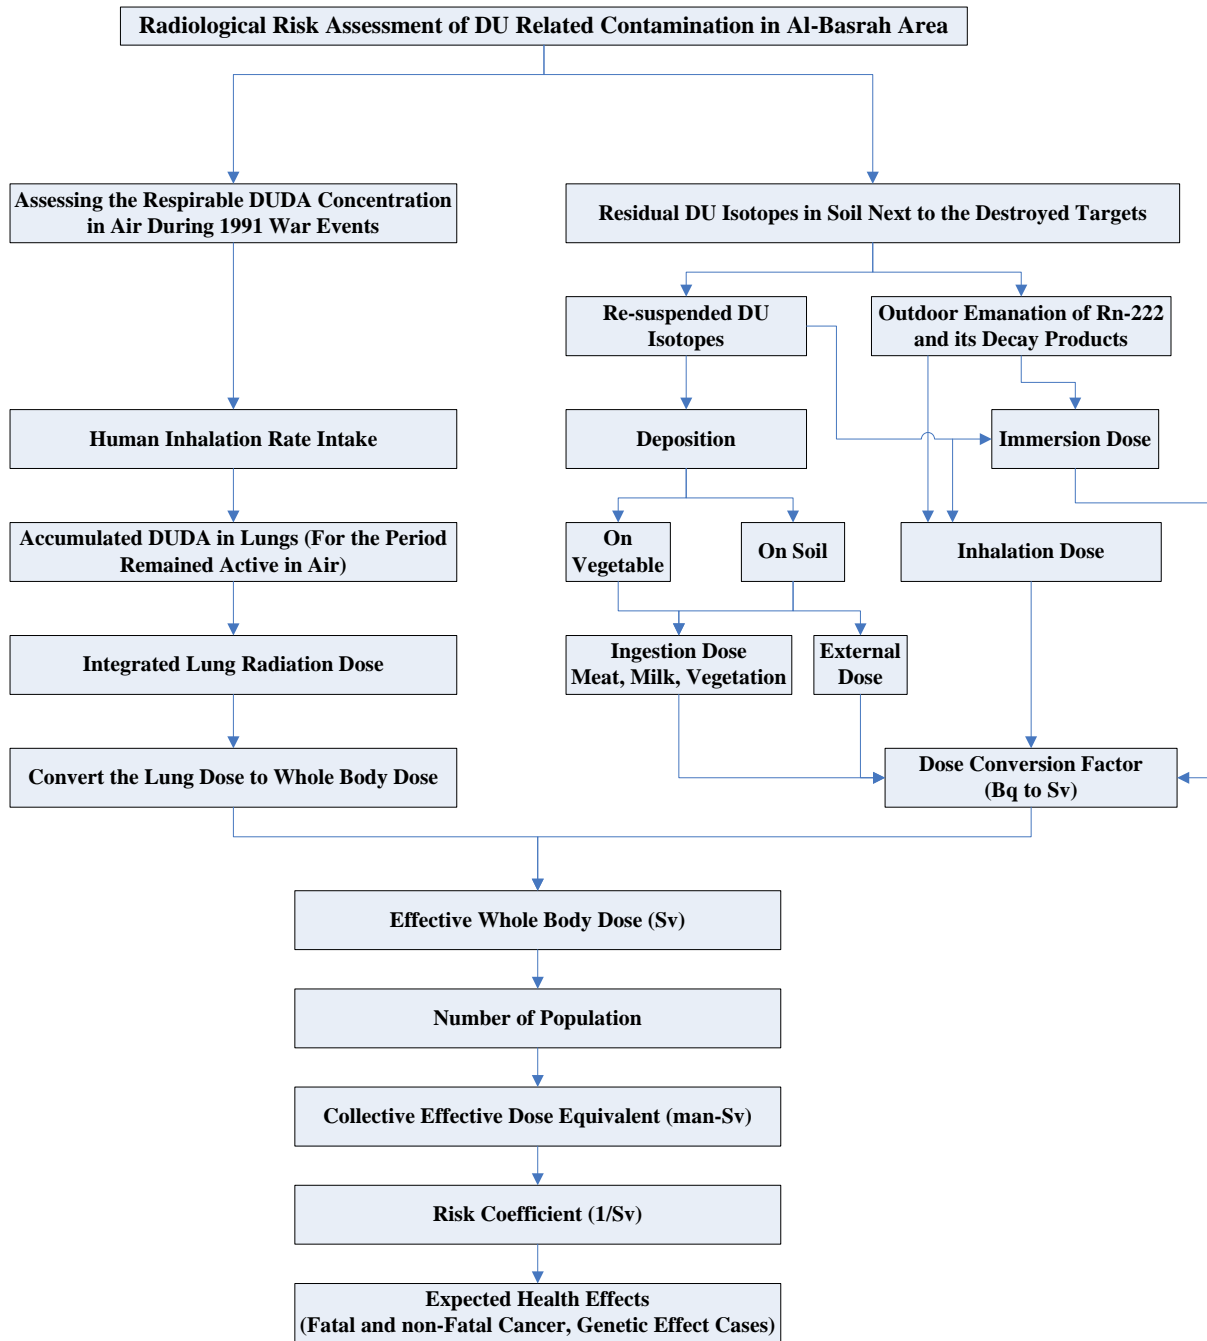 Radiological Risk Assessment of DU Related Contamination in Al-Basrah Area
Assessing the Respirable DUDA Concentration
in Air During 1991 War Events
Residual DU Isotopes in Soil Next to the Destroyed Targets
Re-suspended DU
Isotopes
Outdoor Emanation of Rn-222
and its Decay Products
Human Inhalation Rate Intake
Deposition
Immersion Dose
Accumulated DUDA in Lungs (For the Period
Remained Active in Air)
On
Vegetable
On Soil
Inhalation Dose
Integrated Lung Radiation Dose
Ingestion Dose
Meat, Milk, Vegetation
External
Dose
Convert the Lung Dose to Whole Body Dose
Dose Conversion Factor
(Bq to Sv)
Effective Whole Body Dose (Sv)
Number of Population
Collective Effective Dose Equivalent (man-Sv)
Risk Coefficient (1/Sv)
Expected Health Effects
(Fatal and non-Fatal Cancer, Genetic Effect Cases)